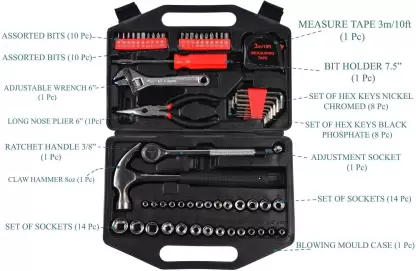 ASSORTED BITS (10 Pc)
ASSORTED BITS (10 Pc)
ADJUSTABLE WRENCH 6"
(1 Pc)
LONG NOSE PLIER 6" (1Pc)
RATCHET HANDLE 3/8"
(1 Pc)
CLAW HAMMER 8oz (1 Pc)
SET OF SOCKETS (14 Pc)
3m/10ft
MEASURING
TAPE
MEASURE TAPE 3m/10ft
(1 Pc)
BIT HOLDER 7.5"
(1 Pc)
SET OF HEX KEYS NICKEL
CHROMED (8 Pc)
SET OF HEX KEYS BLACK
PHOSPHATE (8 Pc)
ADJUSTMENT SOCKET
(1 Pc)
SET OF SOCKETS (14 Pc)
BLOWING MOULD CASE (1 Pc)